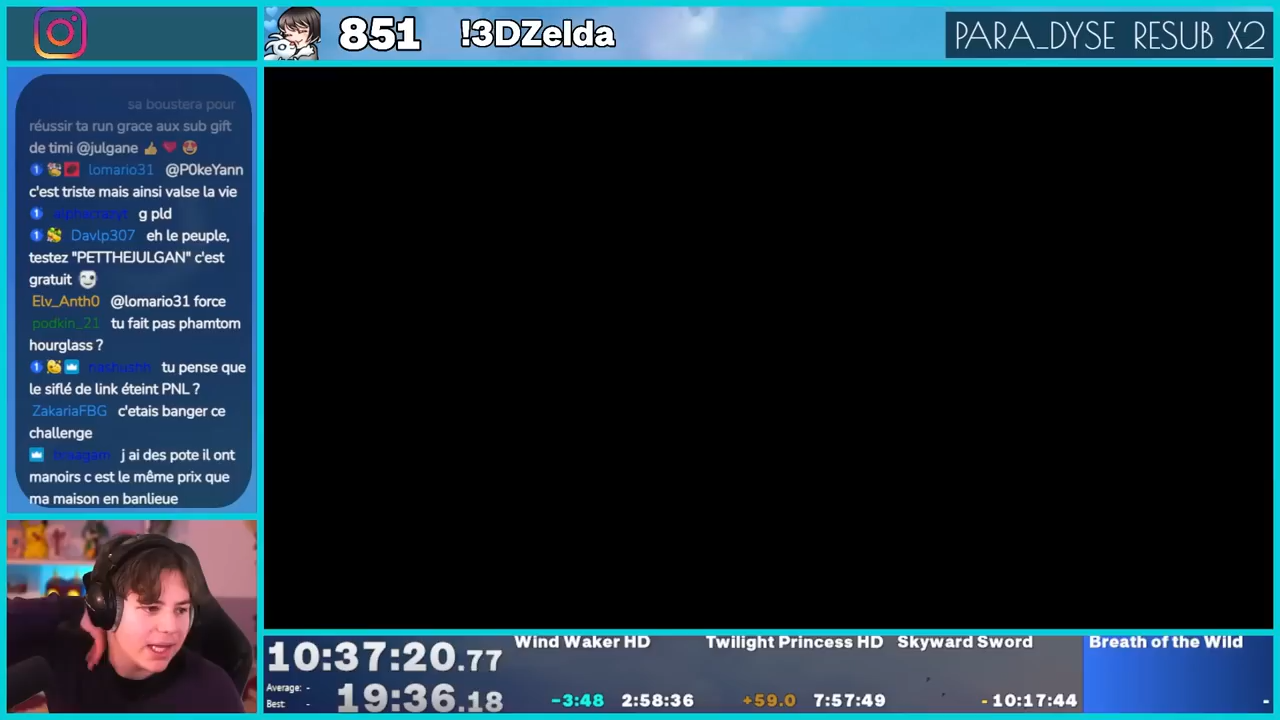 851 !3DZelda
PARA_DYSE RESUB X2
sa boustera pour
réussir ta run grace aux sub gift
de timi @julgane
lomario31 @P0keYann
c'est triste mais ainsi valse la vie
g pld
Davlp307 eh le peuple,
testez "PETTHEJULGAN" c'est
gratuit
Elv_Anth0 @lomario31 force
podkin_21 tu fait pas phamtom
hourglass ?
tu pense que
le siflé de link éteint PNL ?
ZakariaFBG c'etais banger ce
challenge
j ai des pote il ont
manoirs c est le même prix que
ma maison en banlieue
10:37:20.77
Average: -
Best: -
19:36.18
Wind Waker HD
-3:48 2:58:36
Twilight Princess HD
+59.0 7:57:49
Skyward Sword
- 10:17:44
Breath of the Wild
-